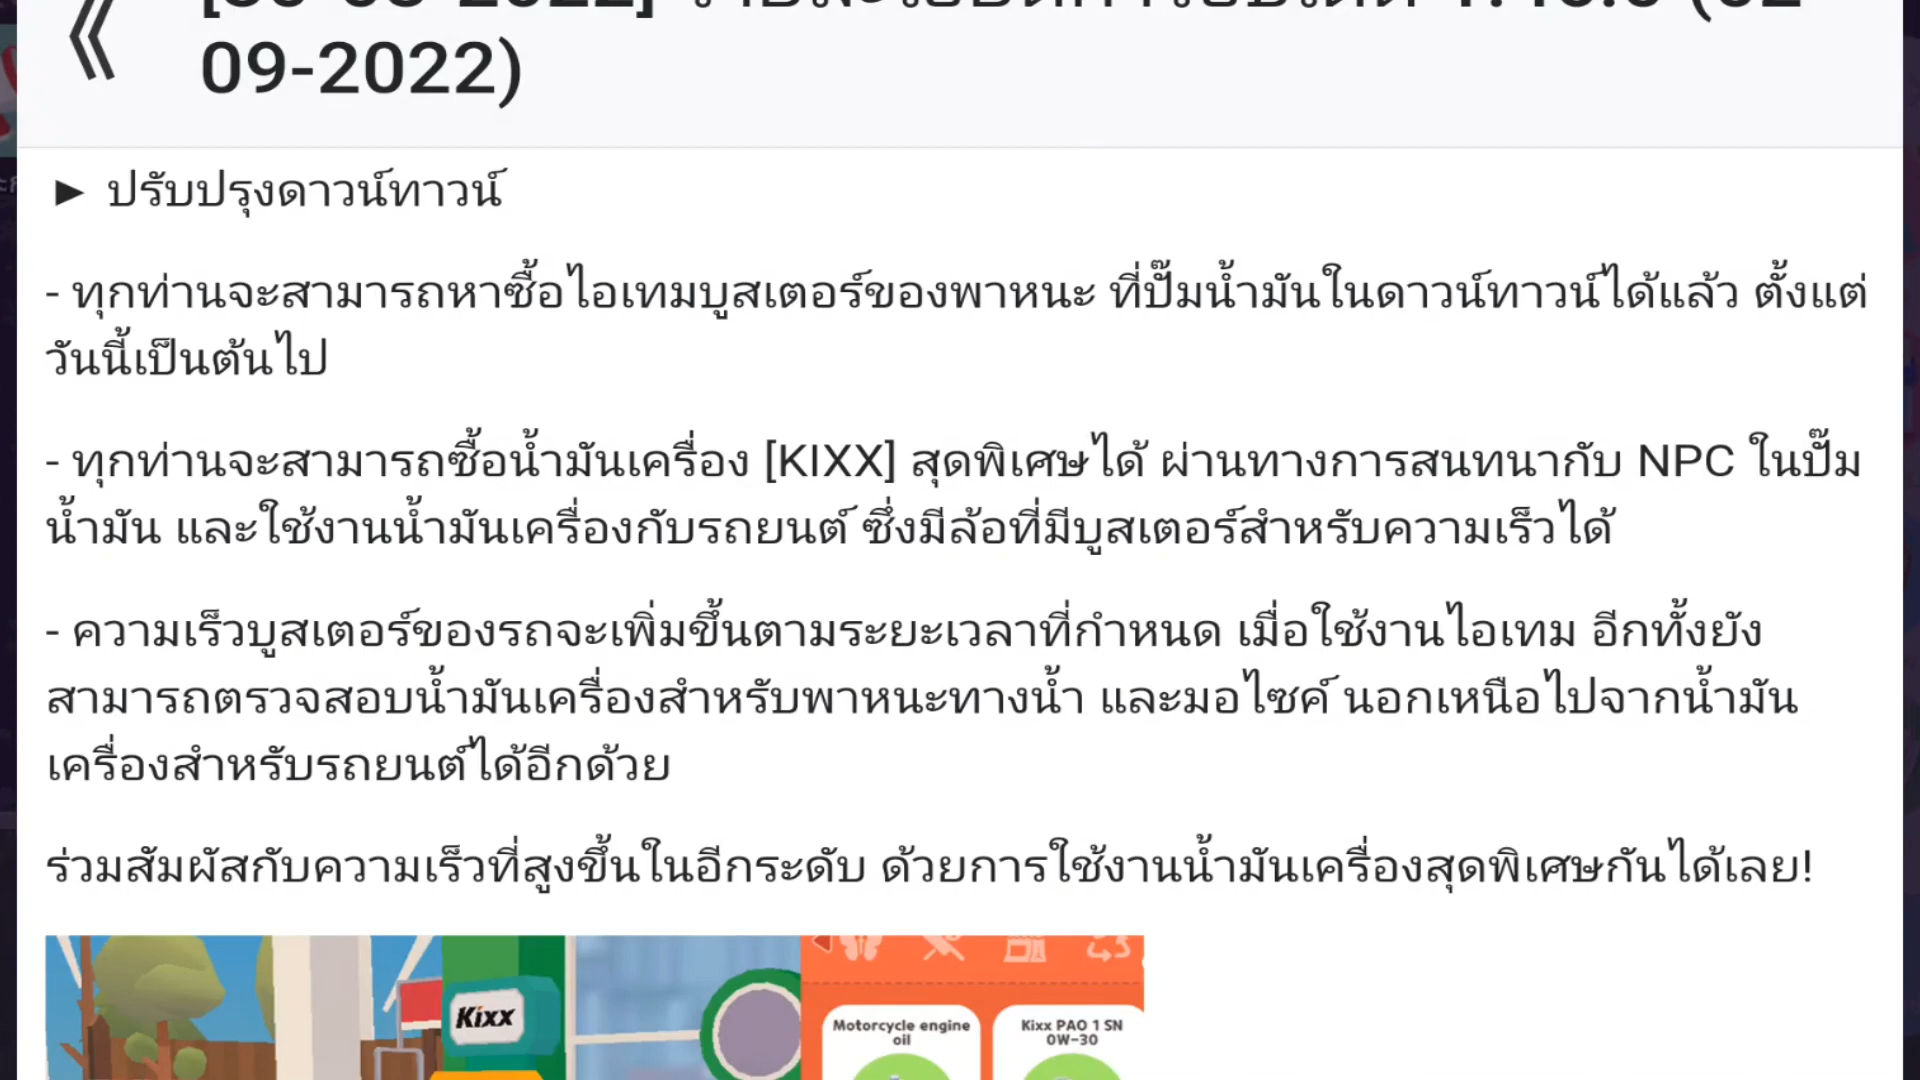 09-2022)
► ปรับปรุงดาวน์ทาวน์
- ทุกท่านจะสามารถหาซื้อไอเทมบูสเตอร์ของพาหนะ ที่ปั๊มน้ำมันในดาวน์ทาวน์ได้แล้ว ตั้งแต่
วันนี้เป็นต้นไป
- ทุกท่านจะสามารถซื้อน้ำมันเครื่อง [KIXX] สุดพิเศษได้ ผ่านทางการสนทนากับ NPC ในปั๊ม
น้ำมัน และใช้งานน้ำมันเครื่องกับรถยนต์ ซึ่งมีล้อที่มีบูสเตอร์สำหรับความเร็วได้
- ความเร็วบูสเตอร์ของรถจะเพิ่มขึ้นตามระยะเวลาที่กำหนด เมื่อใช้งานไอเทม อีกทั้งยัง
สามารถตรวจสอบน้ำมันเครื่องสำหรับพาหนะทางน้ำ และมอไซค์ นอกเหนือไปจากน้ำมัน
เครื่องสำหรับรถยนต์ได้อีกด้วย
ร่วมสัมผัสกับความเร็วที่สูงขึ้นในอีกระดับ ด้วยการใช้งานน้ำมันเครื่องสุดพิเศษกันได้เลย!
Kixx
Motorcycle engine
oil
Kixx PAO 1 SN
0W-30